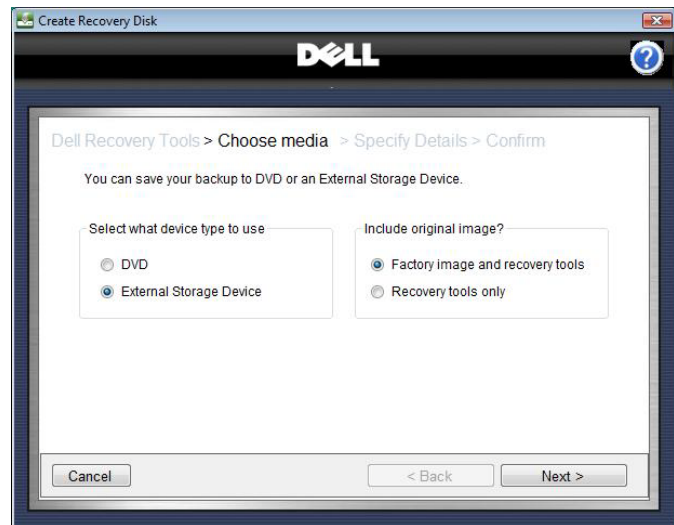 Create Recovery Disk
DELL
?
Dell Recovery Tools > Choose media > Specify Details > Confirm
You can save your backup to DVD or an External Storage Device.
Select what device type to use
DVD
External Storage Device
Include original image?
Factory image and recovery tools
Recovery tools only
Cancel
< Back
Next >